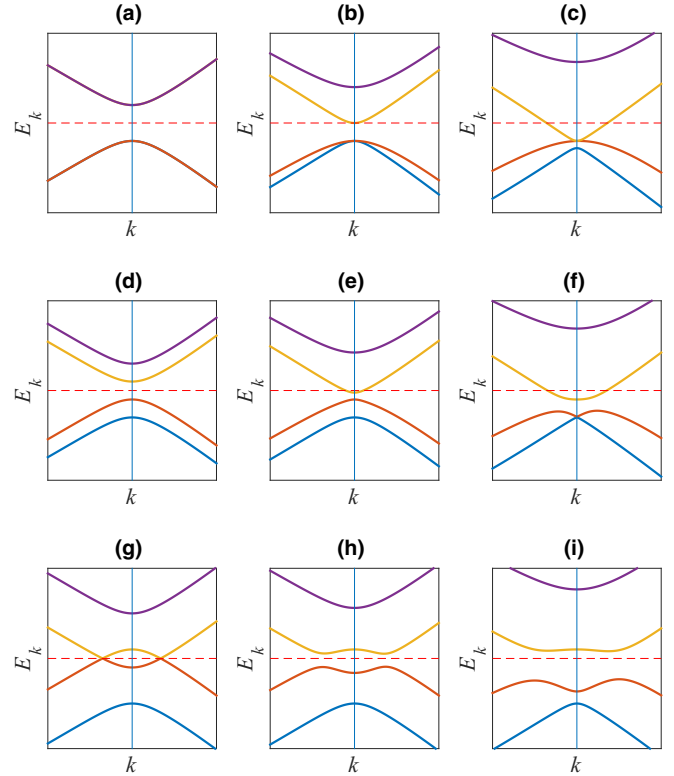 (a) (b) (c)
E_k E_k E_k
k k k
(d) (e) (f)
E_k E_k E_k
k k k
(g) (h) (i)
E_k E_k E_k
k k k